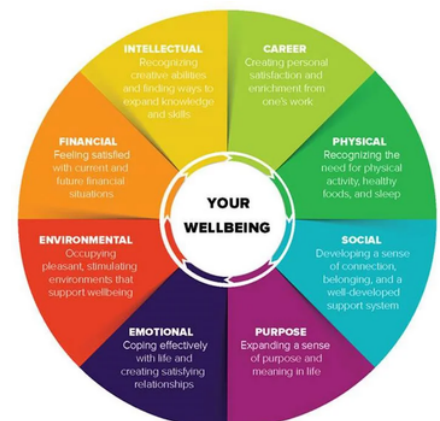 INTELLECTUAL
Recognizing
creative abilities
and finding ways to
expand knowledge
and skills
CAREER
Creating personal
satisfaction and
enrichment from
one's work
PHYSICAL
Recognizing the
need for physical
activity, healthy
foods, and sleep
SOCIAL
Developing a sense
of connection,
belonging, and a
well-developed
support system
PURPOSE
Expanding a sense
of purpose and
meaning in life
EMOTIONAL
Coping effectively
with life and
creating satisfying
relationships
ENVIRONMENTAL
Occupying
pleasant, stimulating
environments that
support wellbeing
FINANCIAL
Feeling satisfied
with current and
future financial
situations
YOUR
WELLBEING